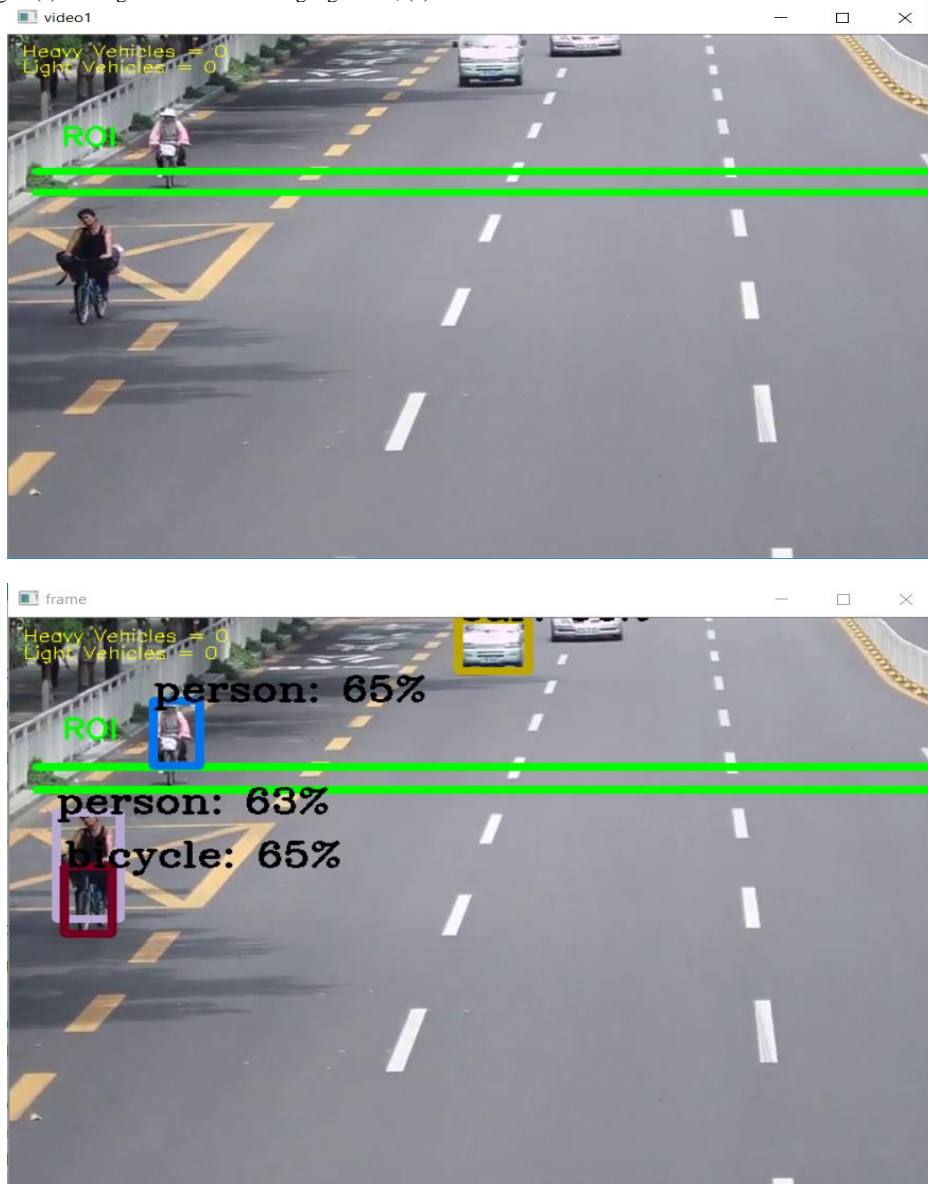 video1
Heavy Vehicles = 0
Light Vehicles = 0
ROI
frame
Heavy Vehicles = 0
Light Vehicles = 0
person: 65%
ROI
person: 63%
bicycle: 65%